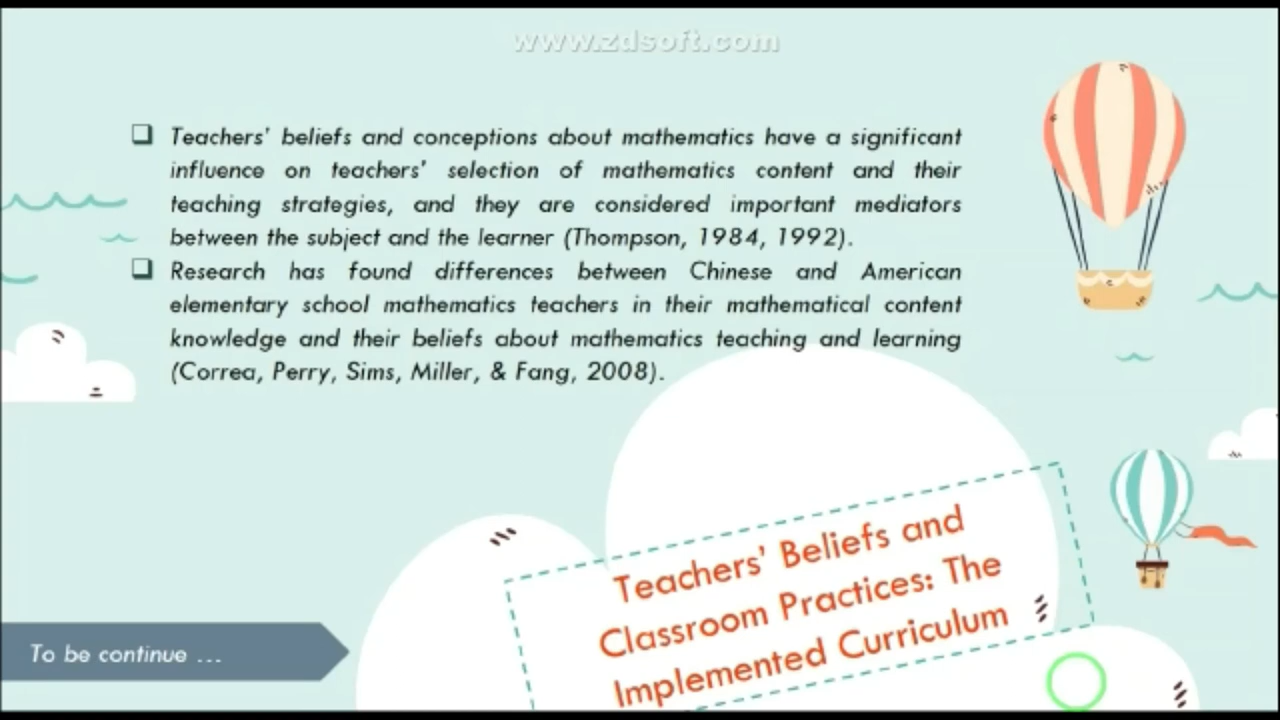 www.zdsoft.com
Teachers' beliefs and conceptions about mathematics have a significant
influence on teachers' selection of mathematics content and their
teaching strategies, and they are considered important mediators
between the subject and the learner (Thompson, 1984, 1992).
Research has found differences between Chinese and American
elementary school mathematics teachers in their mathematical content
knowledge and their beliefs about mathematics teaching and learning
(Correa, Perry, Sims, Miller, & Fang, 2008).
Teachers' Beliefs and
Classroom Practices: The
Implemented Curriculum
To be continue ...